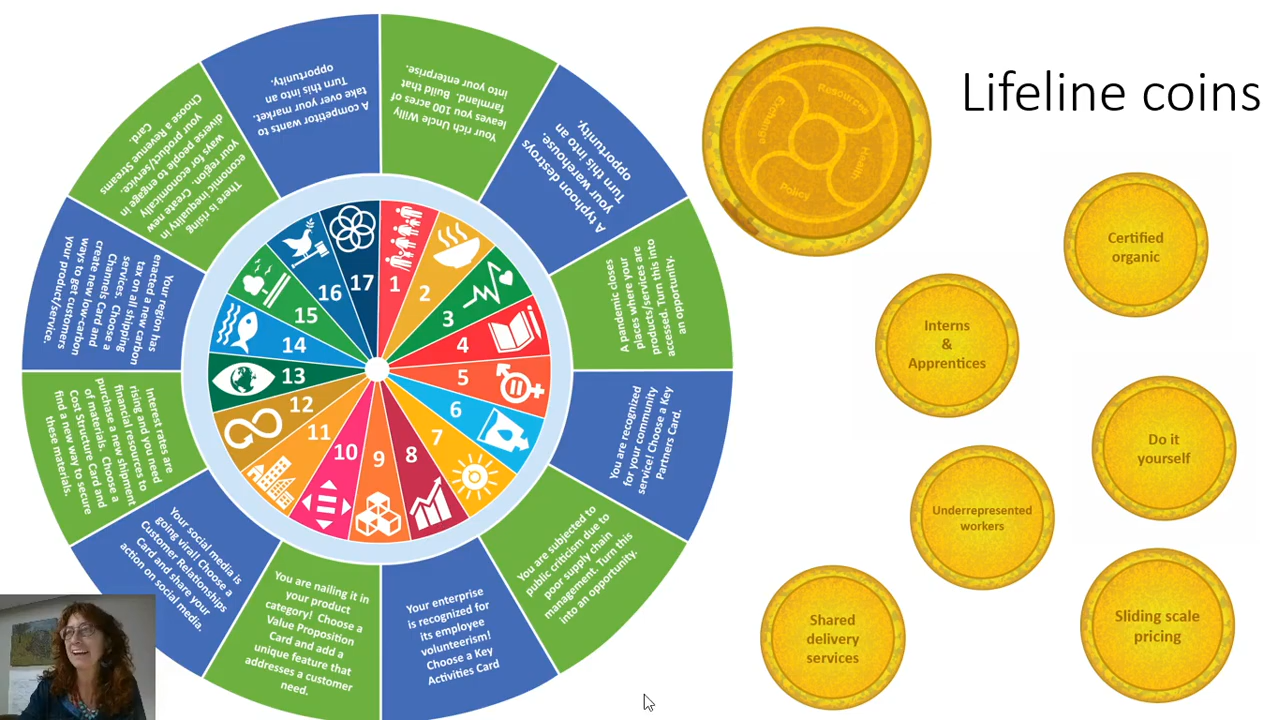 Lifeline coins
Exchange
Resources
Health
Policy
Certified
organic
Interns
&
Apprentices
Do it
yourself
Underrepresented
workers
Shared
delivery
services
Sliding scale
pricing
Your rich Uncle Willy
leaves you 100 acres of
farmland. Build that
into your enterprise.
A typhoon destroys
your warehouse.
Turn this into an
opportunity.
A pandemic closes
places where your
products/services are
accessed. Turn this into
an opportunity.
You are recognized
for your community
service! Choose a Key
Partners Card.
You are subjected to
public criticism due to
poor supply chain
management. Turn this
into an opportunity.
Your enterprise
is recognized for
its employee
volunteerism!
Choose a Key
Activities Card
You are nailing it in
your product
category! Choose a
Value Proposition
Card and add a
unique feature that
addresses a customer
need.
Your social media is
going viral! Choose a
Customer Relationships
Card and share your
action on social media.
Interest rates are
rising and you need
financial resources to
purchase a new shipment
of materials. Choose a
Cost Structure Card and
find a new way to secure
these materials.
Your region has
enacted a new carbon
tax on all shipping
services. Choose a
Channels Card and
create new low-carbon
ways to get customers
your product/service.
There is rising
economic inequality in
your region. Create new
ways for economically
diverse people to engage in
your product/service.
Choose a Revenue Streams
Card.
A competitor wants to
take over your market.
Turn this into an
opportunity.
1
2
3
4
5
6
7
8
9
10
11
12
13
14
15
16
17